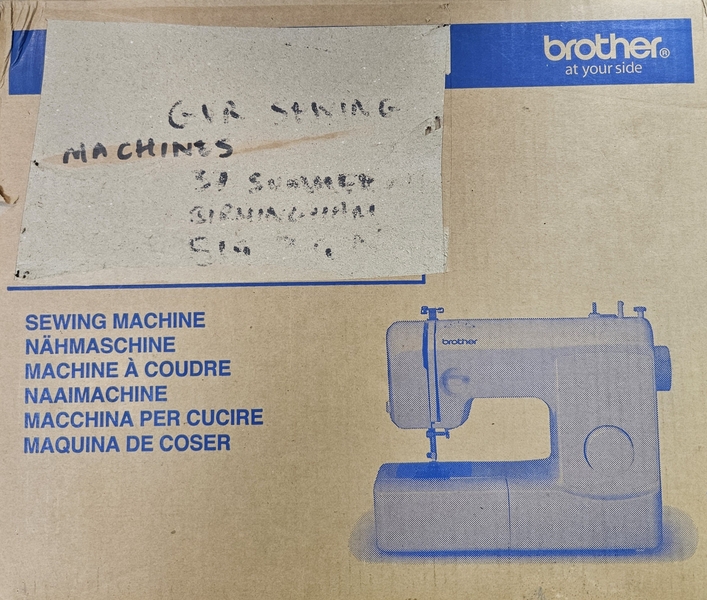 brother®
at your side
SEWING
MACHINES
BIRMINGHAM
SEWING MACHINE
NÄHMASCHINE
MACHINE À COUDRE
NAAIMACHINE
MACCHINA PER CUCIRE
MAQUINA DE COSER
brother